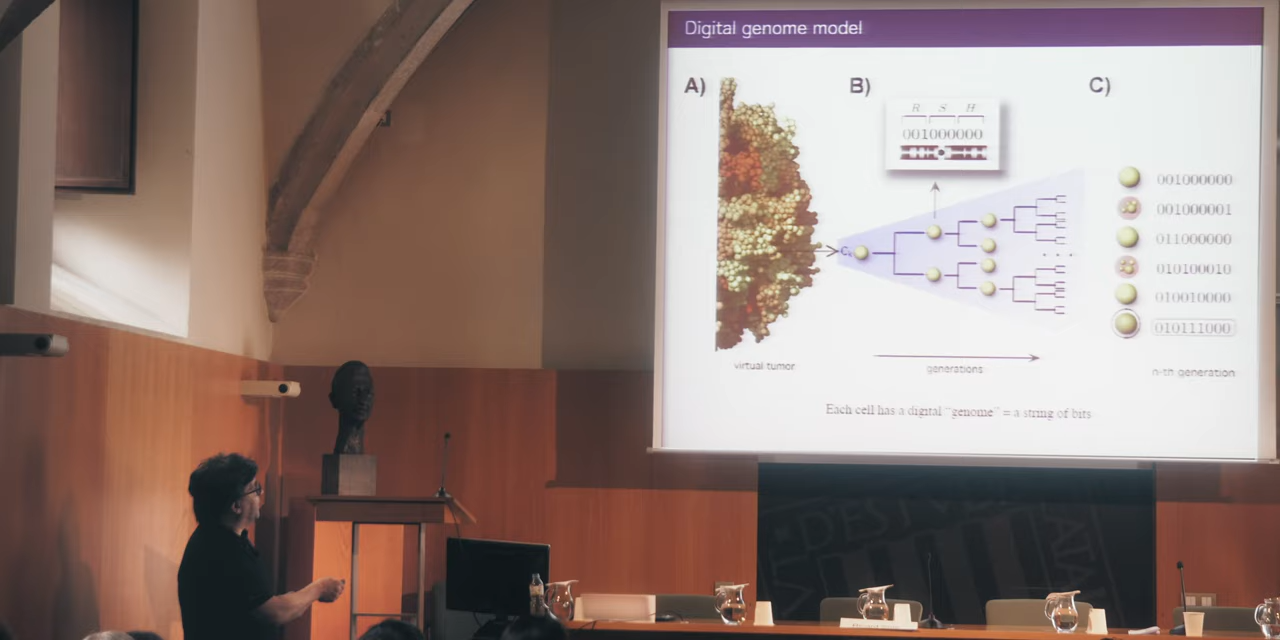 Digital genome model
A)
B)
C)
R S H
001000000
001000000
001000001
011000000
010100010
010010000
010111000
virtual tumor
generations
n-th generation
Each cell has a digital "genome" = a string of bits